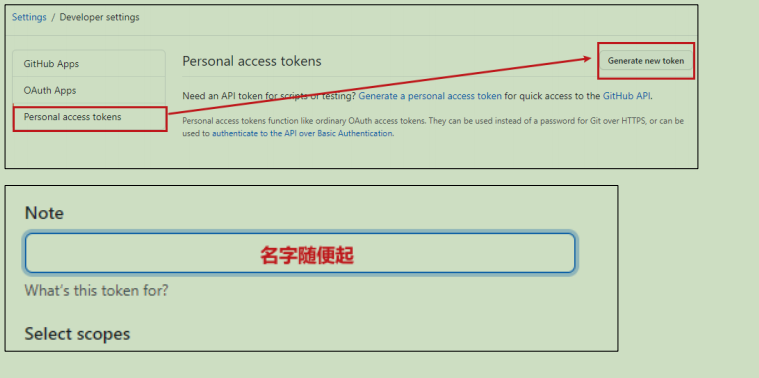 Settings / Developer settings
GitHub Apps
OAuth Apps
Personal access tokens
Personal access tokens
Generate new token
Need an API token for scripts or testing? Generate a personal access token for quick access to the GitHub API.
Personal access tokens function like ordinary OAuth access tokens. They can be used instead of a password for Git over HTTPS, or can be
used to authenticate to the API over Basic Authentication.
Note
名字随便起
What's this token for?
Select scopes